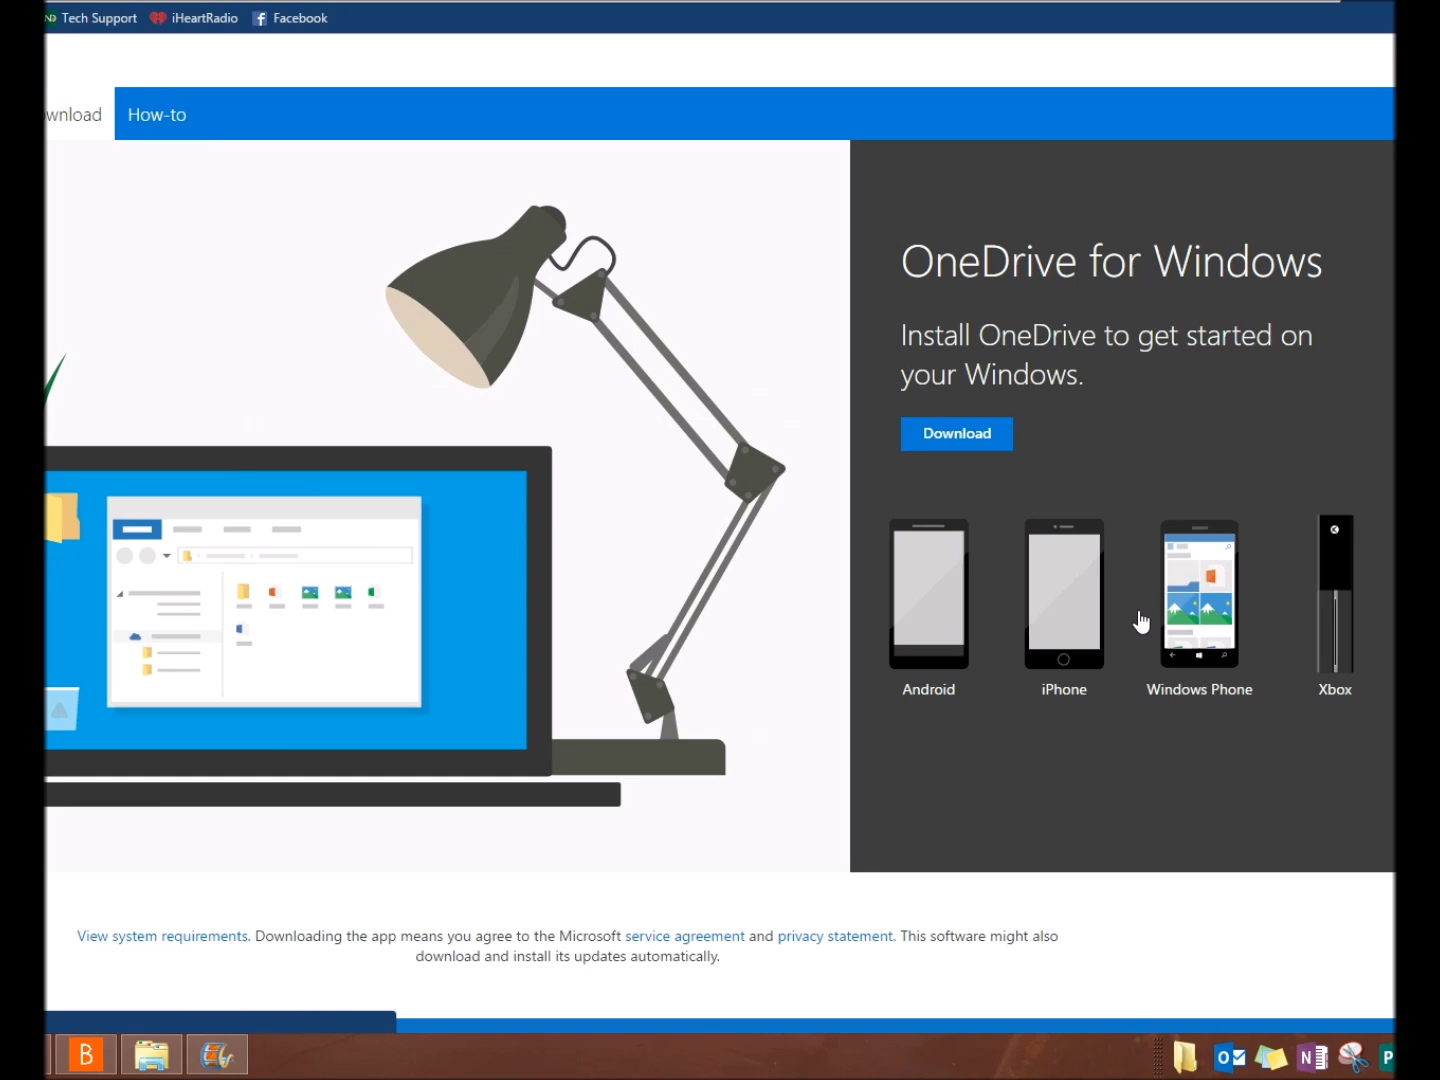 Tech Support iHeartRadio Facebook
wnload How-to
OneDrive for Windows
Install OneDrive to get started on
your Windows.
Download
Android iPhone Windows Phone Xbox
View system requirements. Downloading the app means you agree to the Microsoft service agreement and privacy statement. This software might also
download and install its updates automatically.
B
N
P